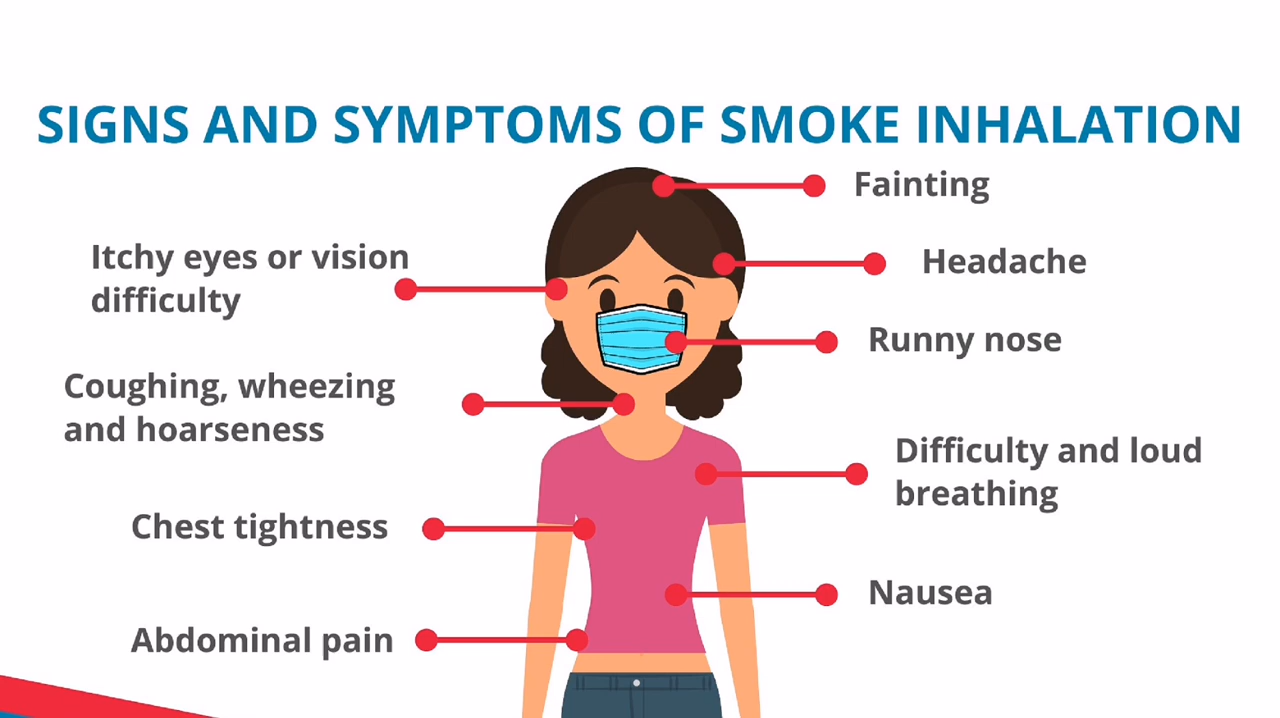 SIGNS AND SYMPTOMS OF SMOKE INHALATION
Fainting
Itchy eyes or vision
difficulty
Headache
Runny nose
Coughing, wheezing
and hoarseness
Difficulty and loud
breathing
Chest tightness
Nausea
Abdominal pain